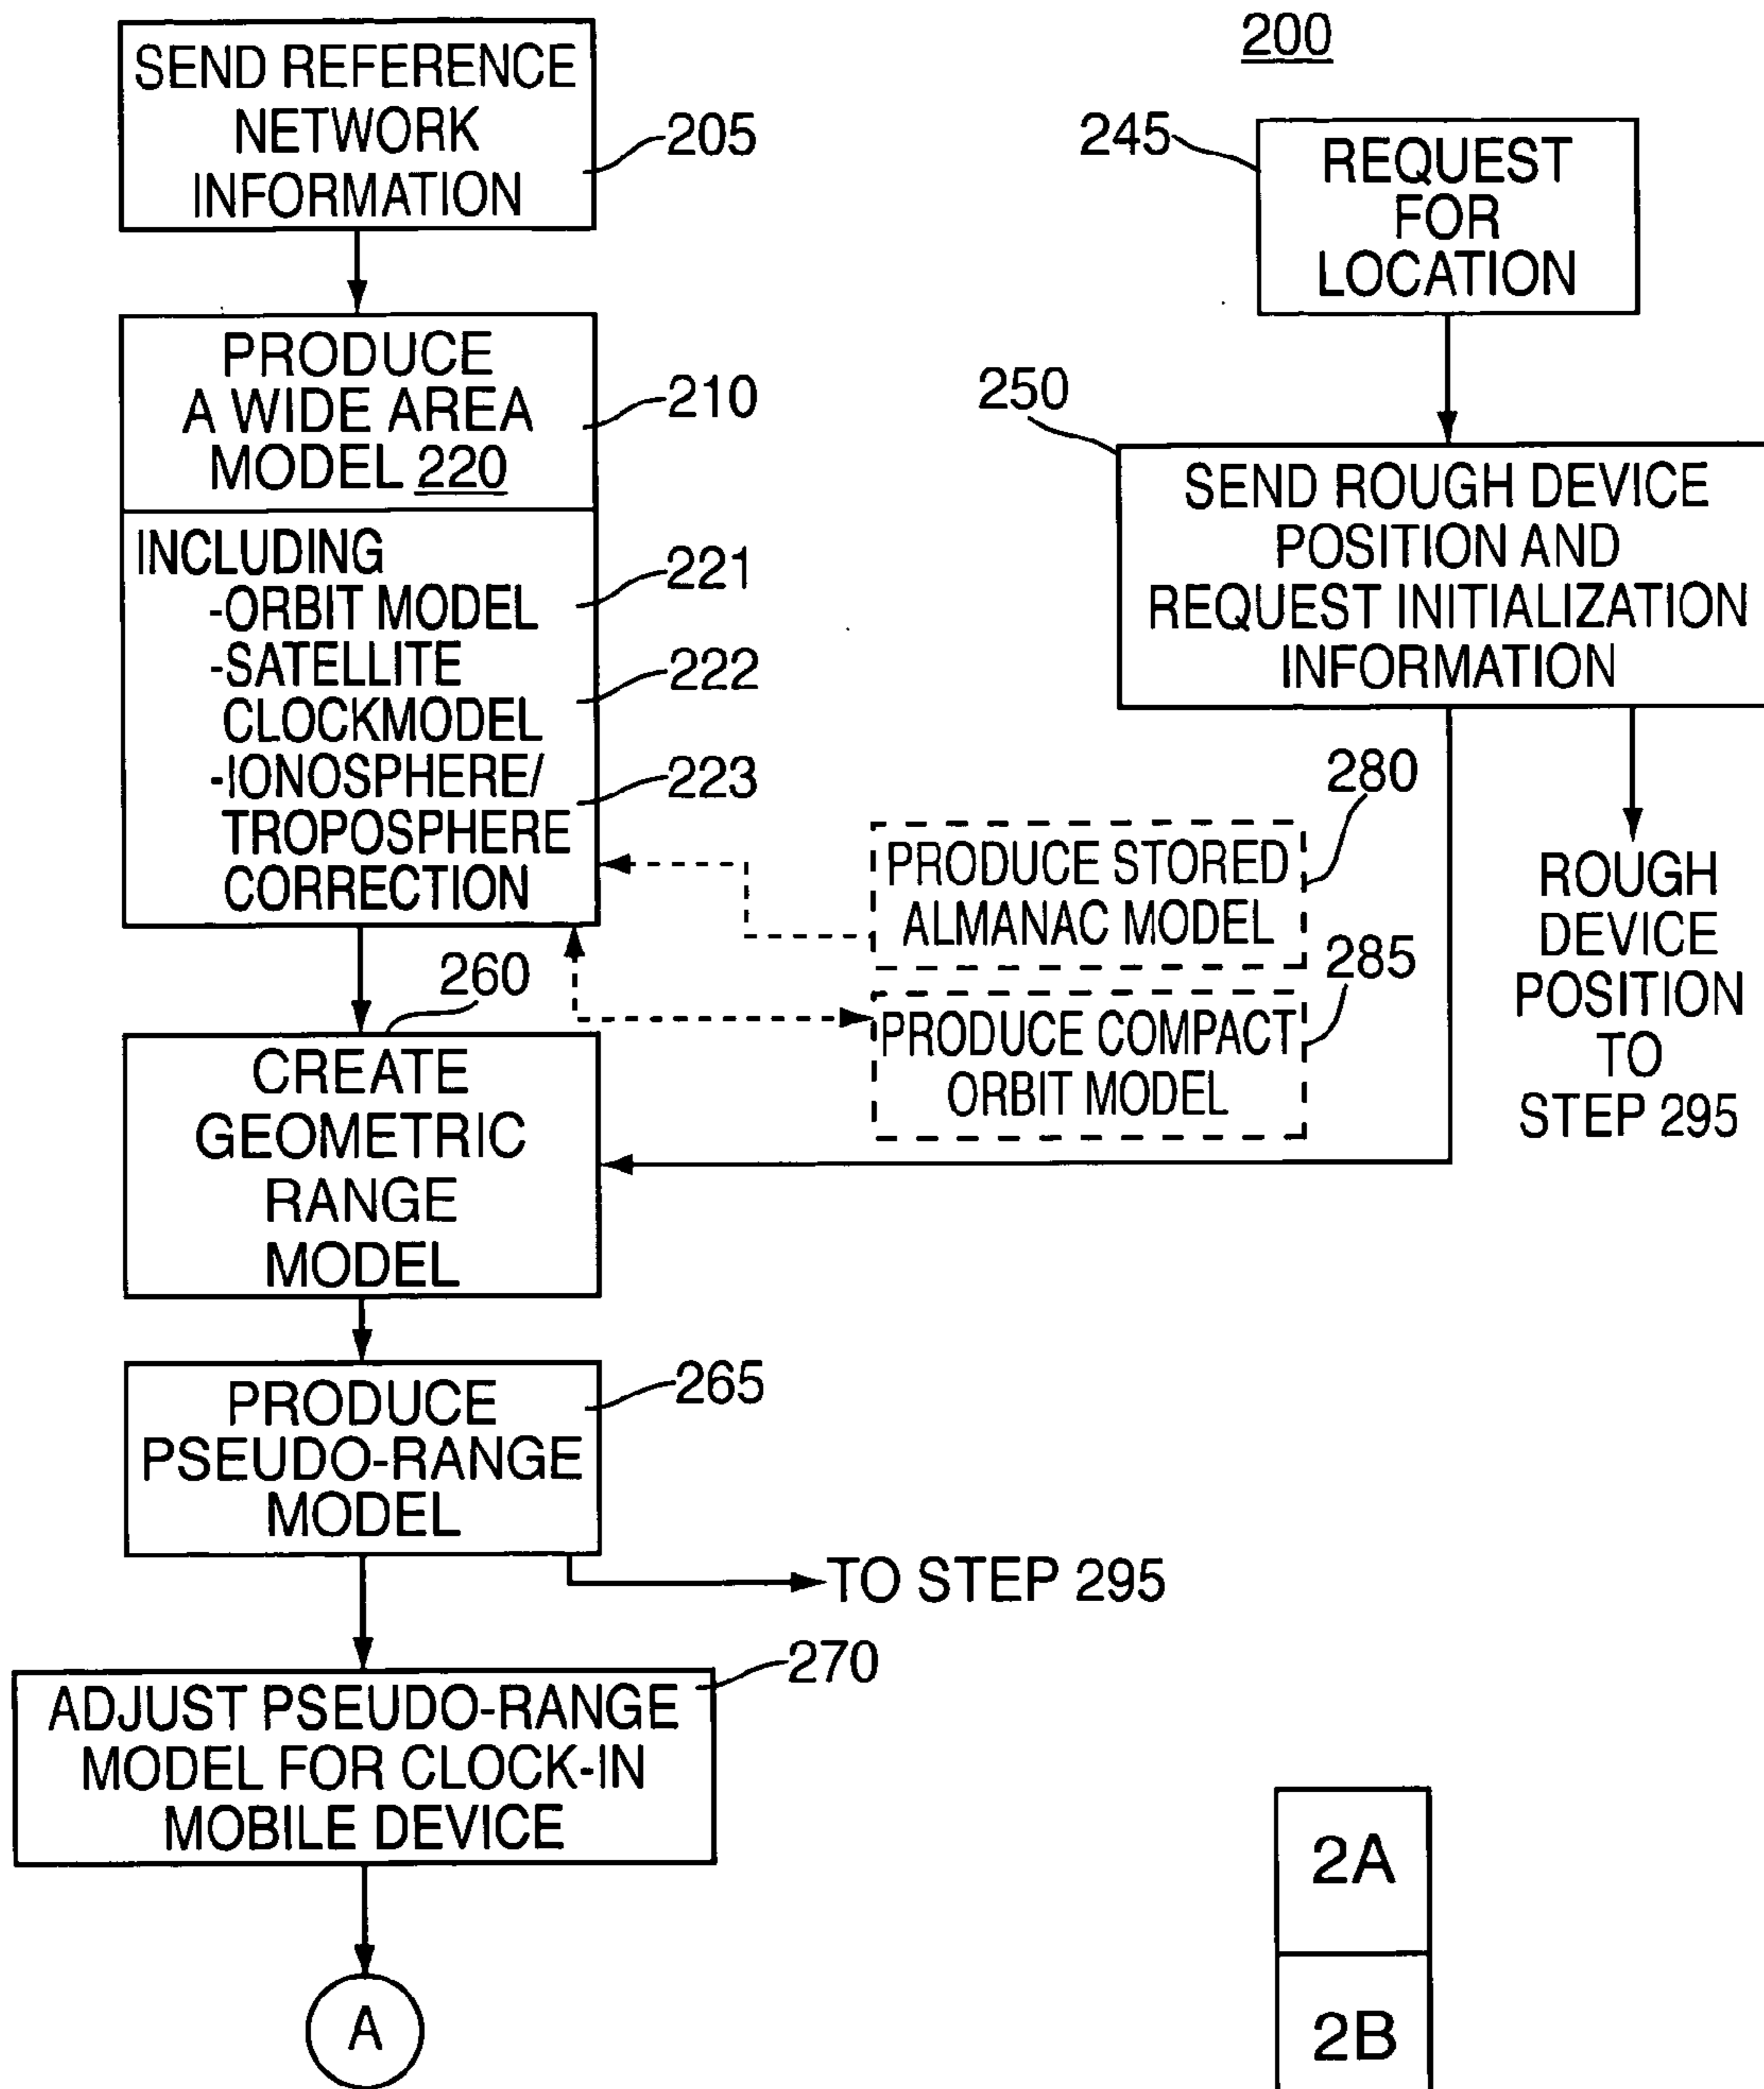 200
SEND REFERENCE
NETWORK
INFORMATION
205
PRODUCE
A WIDE AREA
MODEL 220
210
INCLUDING
-ORBIT MODEL
221
-SATELLITE
CLOCKMODEL
222
-IONOSPHERE/
TROPOSPHERE
CORRECTION
223
245
REQUEST
FOR
LOCATION
250
SEND ROUGH DEVICE
POSITION AND
REQUEST INITIALIZATION
INFORMATION
280
PRODUCE STORED
ALMANAC MODEL
285
PRODUCE COMPACT
ORBIT MODEL
ROUGH
DEVICE
POSITION
TO
STEP 295
260
CREATE
GEOMETRIC
RANGE
MODEL
PRODUCE
PSEUDO-RANGE
MODEL
265
TO STEP 295
270
ADJUST PSEUDO-RANGE
MODEL FOR CLOCK-IN
MOBILE DEVICE
A
2A
2B